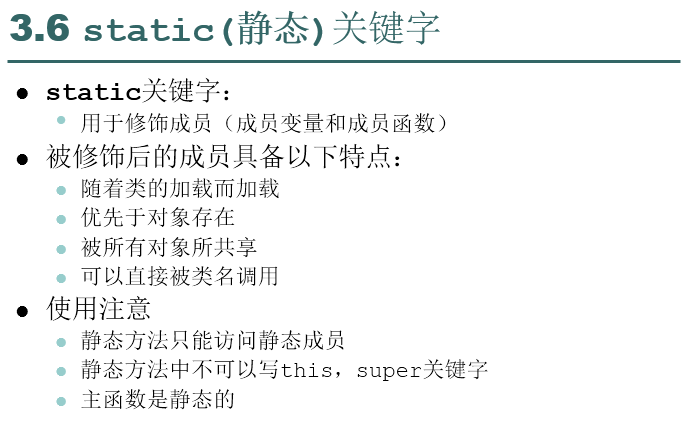 3.6 static(静态)关键字
static关键字：
用于修饰成员（成员变量和成员函数）
被修饰后的成员具备以下特点：
随着类的加载而加载
优先于对象存在
被所有对象所共享
可以直接被类名调用
使用注意
静态方法只能访问静态成员
静态方法中不可以写this，super关键字
主函数是静态的